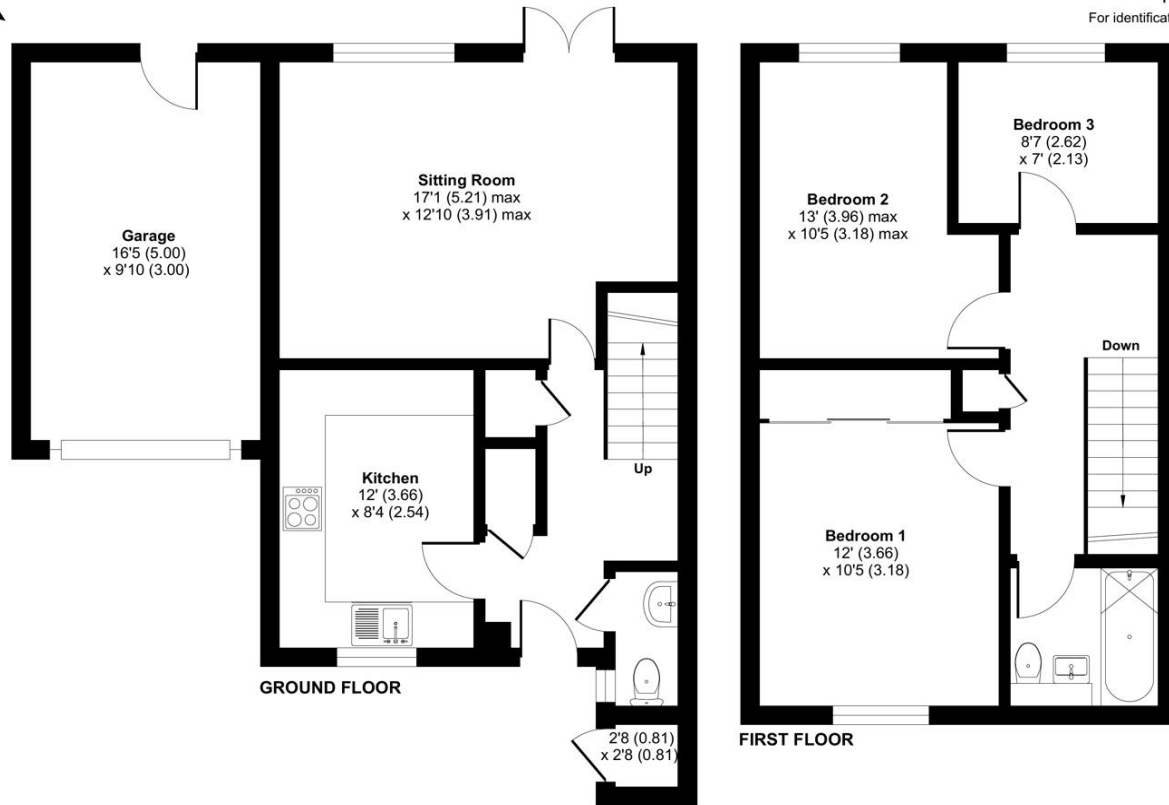 For identificat
Garage
16'5 (5.00)
x 9'10 (3.00)
Sitting Room
17'1 (5.21) max
x 12'10 (3.91) max
Kitchen
12' (3.66)
x 8'4 (2.54)
Up
2'8 (0.81)
x 2'8 (0.81)
GROUND FLOOR
Bedroom 3
8'7 (2.62)
x 7' (2.13)
Bedroom 2
13' (3.96) max
x 10'5 (3.18) max
Down
Bedroom 1
12' (3.66)
x 10'5 (3.18)
FIRST FLOOR